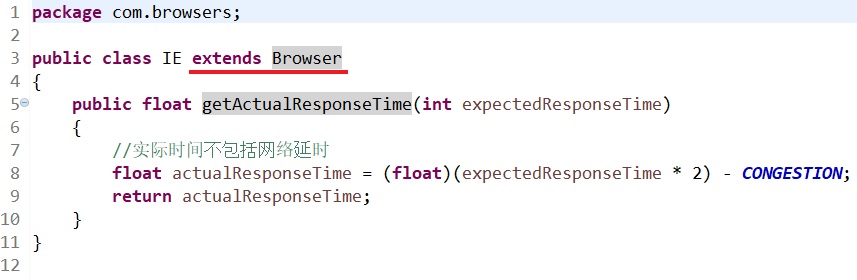 1 package com.browsers;
2
3 public class IE extends Browser
4 {
5 public float getActualResponseTime(int expectedResponseTime)
6 {
7 //实际时间不包括网络延时
8 float actualResponseTime = (float)(expectedResponseTime * 2) - CONGESTION;
9 return actualResponseTime;
10 }
11 }
12